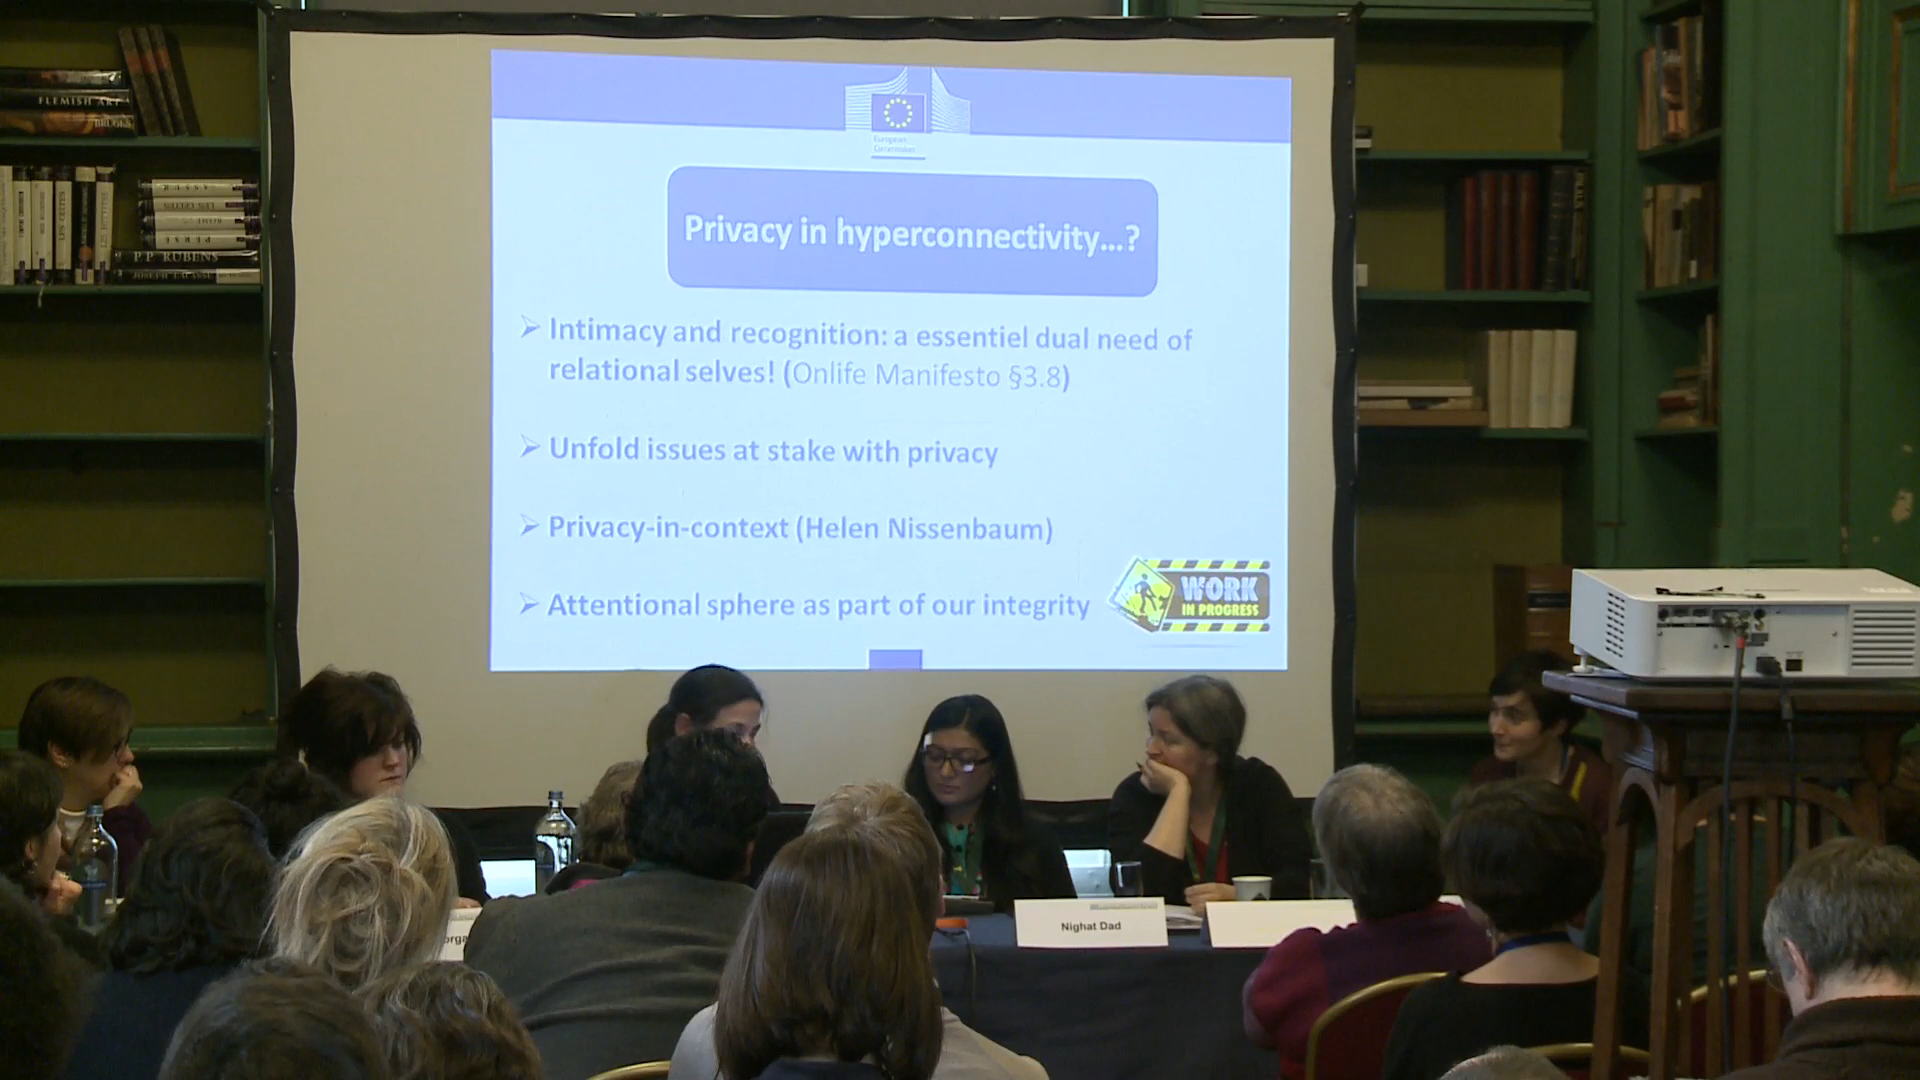 European
Commission
Privacy in hyperconnectivity...?
Intimacy and recognition: a essentiel dual need of
relational selves! (Onlife Manifesto §3.8)
Unfold issues at stake with privacy
Privacy-in-context (Helen Nissenbaum)
Attentional sphere as part of our integrity
WORK
IN PROGRESS
FLEMISH ART
BRUGES
P.P. RUBENS
Nighat Dad